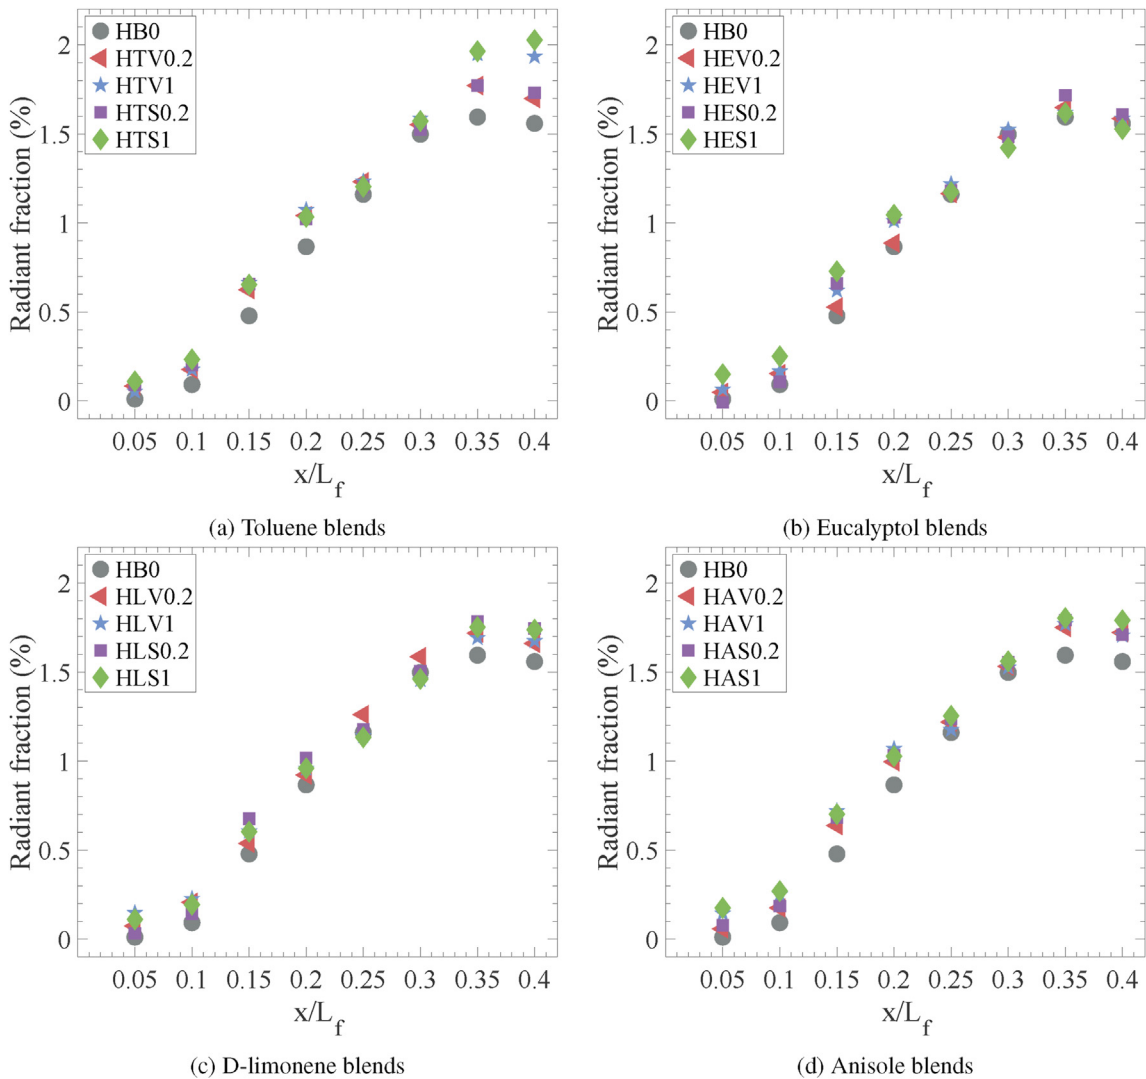 HB0
HTV0.2
HTV1
HTS0.2
HTS1
Radiant fraction (%)
2
1.5
1
0.5
0
0.05 0.1 0.15 0.2 0.25 0.3 0.35 0.4
x/Lf
(a) Toluene blends
HB0
HEV0.2
HEV1
HES0.2
HES1
Radiant fraction (%)
2
1.5
1
0.5
0
0.05 0.1 0.15 0.2 0.25 0.3 0.35 0.4
x/Lf
(b) Eucalyptol blends
HB0
HLV0.2
HLV1
HLS0.2
HLS1
Radiant fraction (%)
2
1.5
1
0.5
0
0.05 0.1 0.15 0.2 0.25 0.3 0.35 0.4
x/Lf
(c) D-limonene blends
HB0
HAV0.2
HAV1
HAS0.2
HAS1
Radiant fraction (%)
2
1.5
1
0.5
0
0.05 0.1 0.15 0.2 0.25 0.3 0.35 0.4
x/Lf
(d) Anisole blends